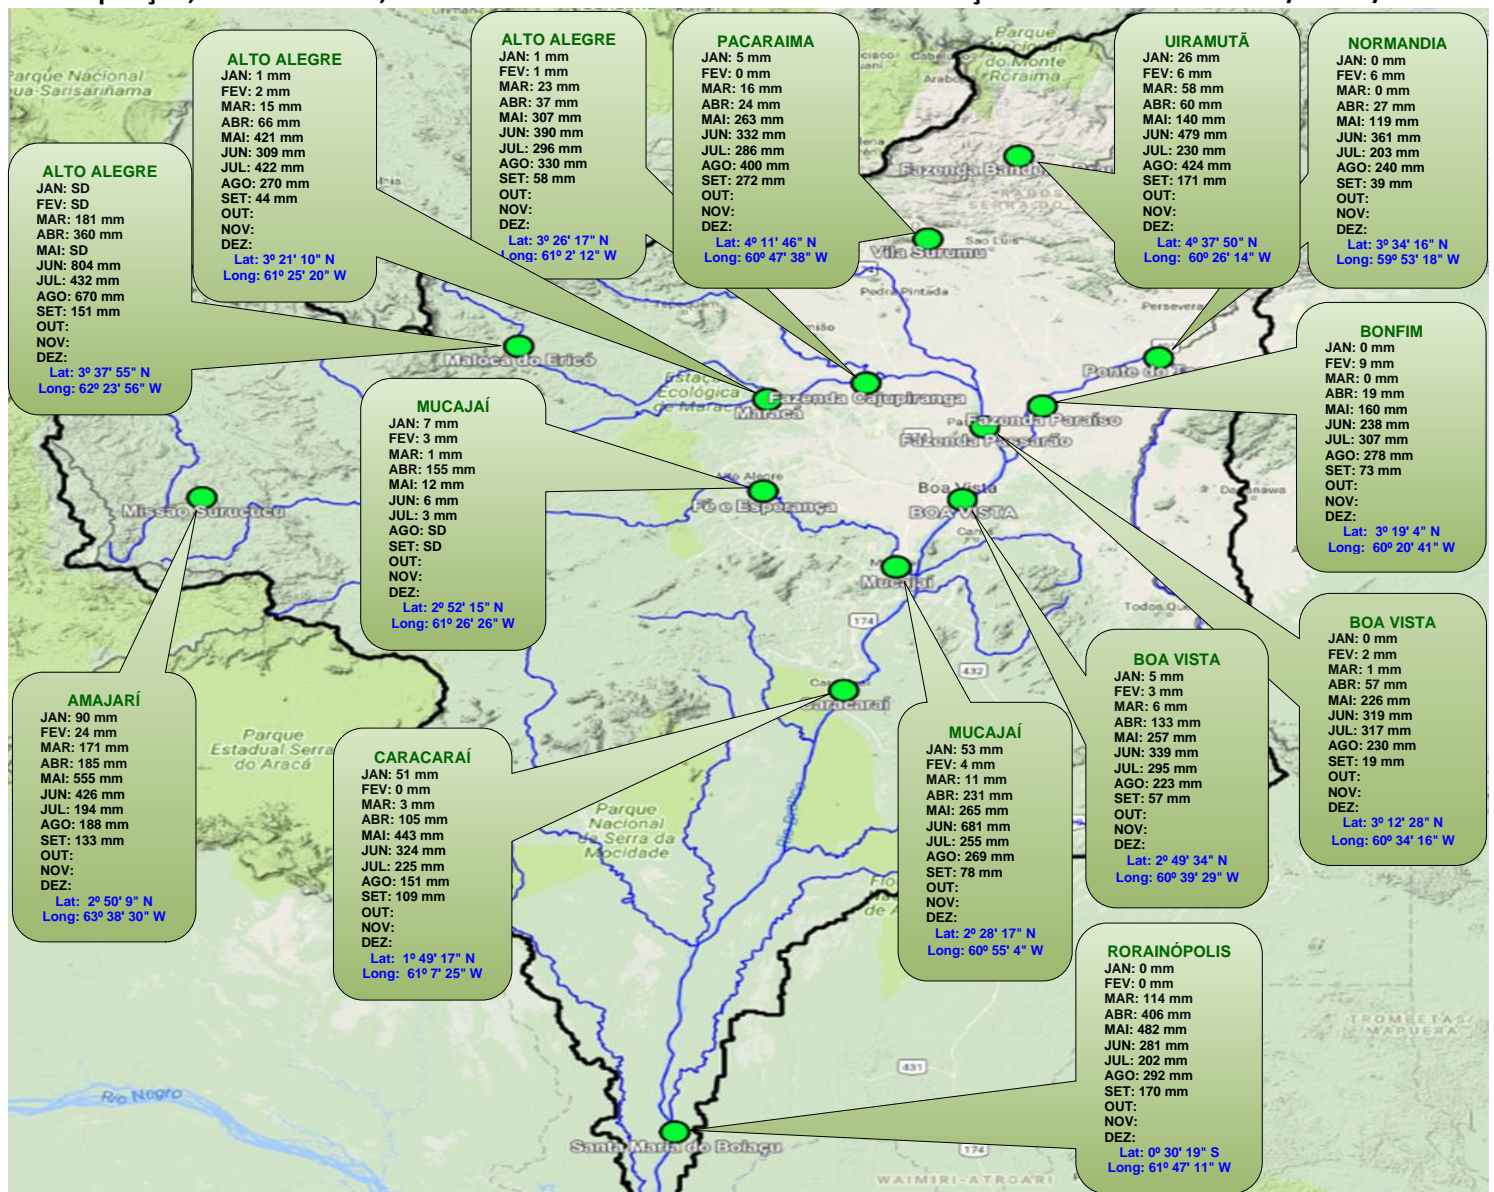 ALTO ALEGRE
JAN: SD
FEV: SD
MAR: 181 mm
ABR: 360 mm
MAI: SD
JUN: 804 mm
JUL: 432 mm
AGO: 670 mm
SET: 151 mm
OUT:
NOV:
DEZ:
Lat: 3º 37' 55" N
Long: 62º 23' 56" W
ALTO ALEGRE
JAN: 1 mm
FEV: 2 mm
MAR: 15 mm
ABR: 66 mm
MAI: 421 mm
JUN: 309 mm
JUL: 422 mm
AGO: 270 mm
SET: 44 mm
OUT:
NOV:
DEZ:
Lat: 3º 21' 10" N
Long: 61º 25' 20" W
ALTO ALEGRE
JAN: 1 mm
FEV: 1 mm
MAR: 23 mm
ABR: 37 mm
MAI: 307 mm
JUN: 390 mm
JUL: 296 mm
AGO: 330 mm
SET: 58 mm
OUT:
NOV:
DEZ:
Lat: 3º 26' 17" N
Long: 61º 2' 12" W
PACARAIMA
JAN: 5 mm
FEV: 0 mm
MAR: 16 mm
ABR: 24 mm
MAI: 263 mm
JUN: 332 mm
JUL: 286 mm
AGO: 400 mm
SET: 272 mm
OUT:
NOV:
DEZ:
Lat: 4º 11' 46" N
Long: 60º 47' 38" W
UIRAMUTÃ
JAN: 26 mm
FEV: 6 mm
MAR: 58 mm
ABR: 60 mm
MAI: 140 mm
JUN: 479 mm
JUL: 230 mm
AGO: 424 mm
SET: 171 mm
OUT:
NOV:
DEZ:
Lat: 4º 37' 50" N
Long: 60º 26' 14" W
NORMANDIA
JAN: 0 mm
FEV: 6 mm
MAR: 0 mm
ABR: 27 mm
MAI: 119 mm
JUN: 361 mm
JUL: 203 mm
AGO: 240 mm
SET: 39 mm
OUT:
NOV:
DEZ:
Lat: 3º 34' 16" N
Long: 59º 53' 18" W
BONFIM
JAN: 0 mm
FEV: 9 mm
MAR: 0 mm
ABR: 19 mm
MAI: 160 mm
JUN: 238 mm
JUL: 307 mm
AGO: 278 mm
SET: 73 mm
OUT:
NOV:
DEZ:
Lat: 3º 19' 4" N
Long: 60º 20' 41" W
MUCAJAÍ
JAN: 7 mm
FEV: 3 mm
MAR: 1 mm
ABR: 155 mm
MAI: 12 mm
JUN: 6 mm
JUL: 3 mm
AGO: SD
SET: SD
OUT:
NOV:
DEZ:
Lat: 2º 52' 15" N
Long: 61º 26' 26" W
AMAJARÍ
JAN: 90 mm
FEV: 24 mm
MAR: 171 mm
ABR: 185 mm
MAI: 555 mm
JUN: 426 mm
JUL: 194 mm
AGO: 188 mm
SET: 133 mm
OUT:
NOV:
DEZ:
Lat: 2º 50' 9" N
Long: 63º 38' 30" W
CARACARAÍ
JAN: 51 mm
FEV: 0 mm
MAR: 3 mm
ABR: 105 mm
MAI: 443 mm
JUN: 324 mm
JUL: 225 mm
AGO: 151 mm
SET: 109 mm
OUT:
NOV:
DEZ:
Lat: 1º 49' 17" N
Long: 61º 7' 25" W
MUCAJAÍ
JAN: 53 mm
FEV: 4 mm
MAR: 11 mm
ABR: 231 mm
MAI: 265 mm
JUN: 681 mm
JUL: 255 mm
AGO: 269 mm
SET: 78 mm
OUT:
NOV:
DEZ:
Lat: 2º 28' 17" N
Long: 60º 55' 4" W
BOA VISTA
JAN: 5 mm
FEV: 3 mm
MAR: 6 mm
ABR: 133 mm
MAI: 257 mm
JUN: 339 mm
JUL: 295 mm
AGO: 223 mm
SET: 57 mm
OUT:
NOV:
DEZ:
Lat: 2º 49' 34" N
Long: 60º 39' 29" W
BOA VISTA
JAN: 0 mm
FEV: 2 mm
MAR: 1 mm
ABR: 57 mm
MAI: 226 mm
JUN: 319 mm
JUL: 317 mm
AGO: 230 mm
SET: 19 mm
OUT:
NOV:
DEZ:
Lat: 3º 12' 28" N
Long: 60º 34' 16" W
RORAINÓPOLIS
JAN: 0 mm
FEV: 0 mm
MAR: 114 mm
ABR: 406 mm
MAI: 482 mm
JUN: 281 mm
JUL: 202 mm
AGO: 292 mm
SET: 170 mm
OUT:
NOV:
DEZ:
Lat: 0º 30' 19" S
Long: 61º 47' 11" W
Parque
Nacional
do Monte
Roraima
Parque Nacional
Fazenda
Vila Surumu
São Luis
Pedra Pintada
Maloca do Ericó
Ponte do
Ecológica
Maracá
Fazenda Cajupiranga
Fazenda Paraíso
Fazenda Passarão
Missão Surucucu
Alto Alegre
Fé e Esperança
Boa Vista
BOA VISTA
Mucajaí
174
432
Caracaraí
Parque
Estadual Serra
do Aracá
Parque
Nacional
da Serra da
Mocidade
Rio Branco
Rio Negro
431
TROMBETAS/
MAPUERA
Santa Maria do Boiaçu
174
WAIMIRI-ATROARI